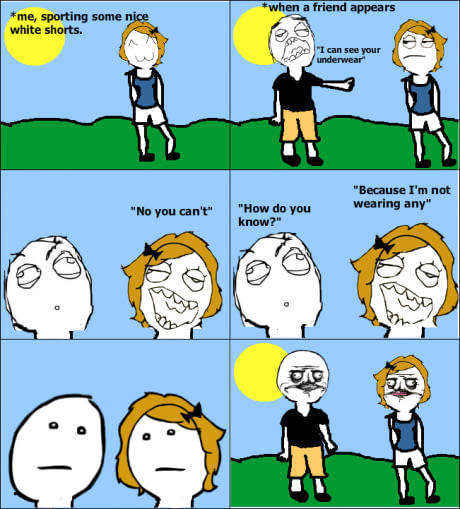 *me, sporting some nice
white shorts.
*when a friend appears
"I can see your
underwear"
"No you can't"
"How do you
know?"
"Because I'm not
wearing any"